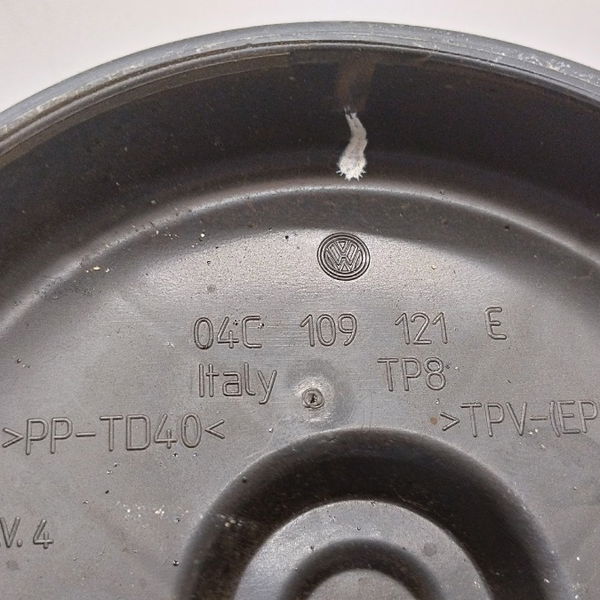 04C 109 121 E
Italy TP8
>PP-TD40< >TPV-(EP
.V. 4